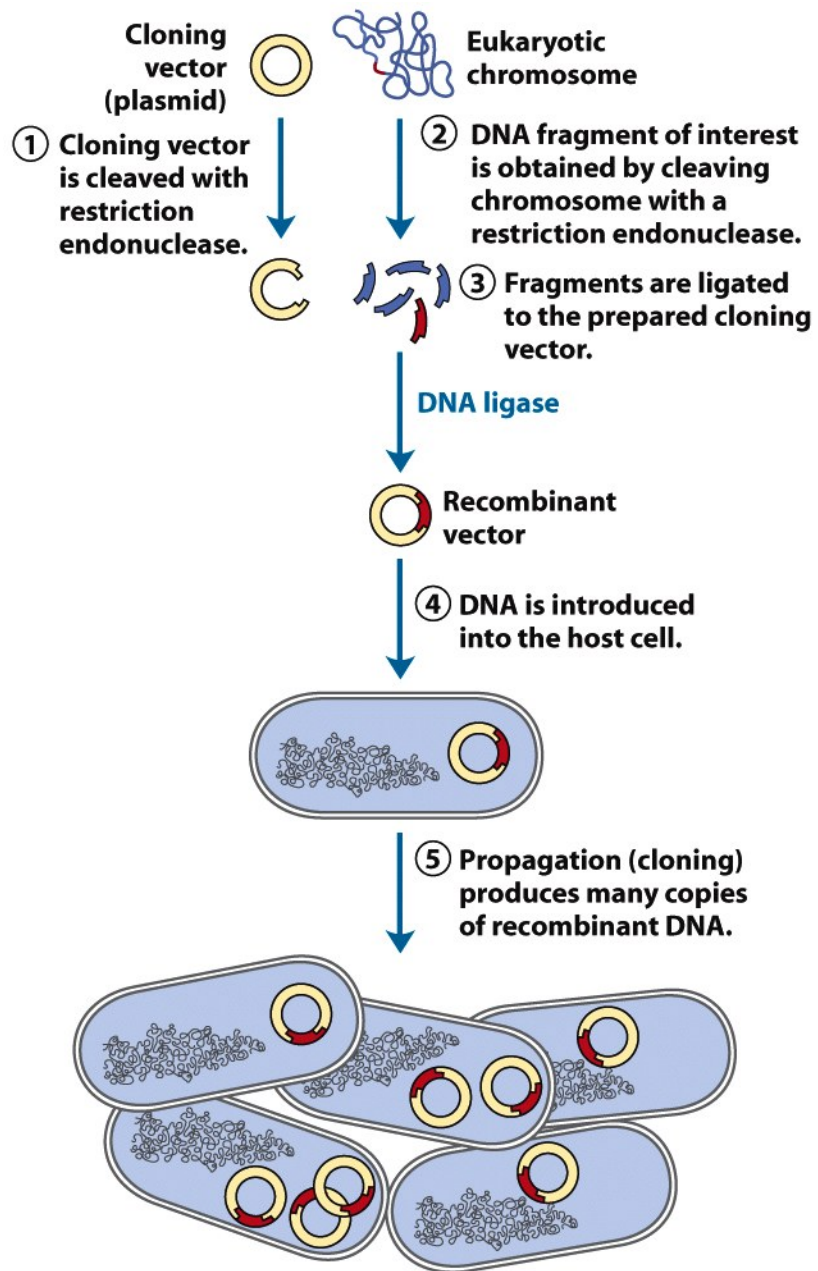 Cloning
vector
(plasmid)
Eukaryotic
chromosome
① Cloning vector
is cleaved with
restriction
endonuclease.
② DNA fragment of interest
is obtained by cleaving
chromosome with a
restriction endonuclease.
③ Fragments are ligated
to the prepared cloning
vector.
DNA ligase
Recombinant
vector
④ DNA is introduced
into the host cell.
⑤ Propagation (cloning)
produces many copies
of recombinant DNA.